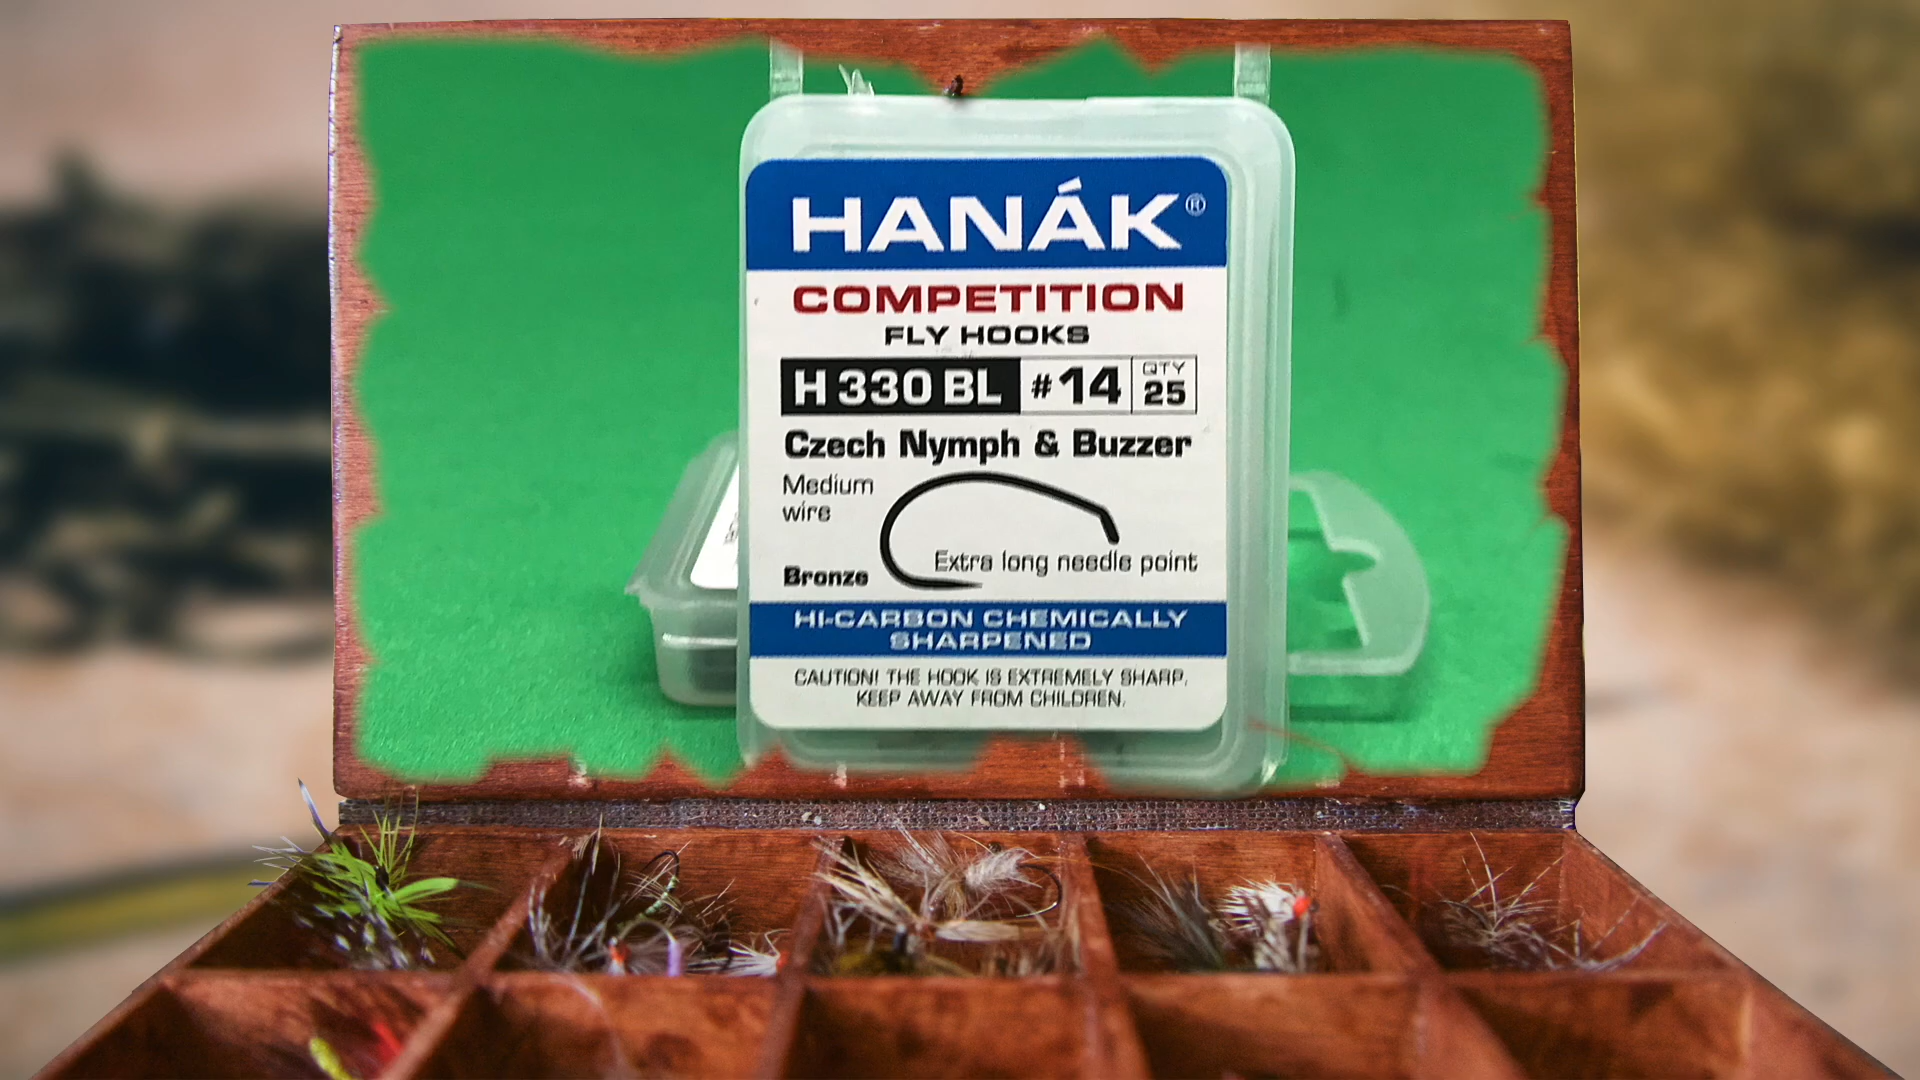 HANÁK®
COMPETITION
FLY HOOKS
H 330 BL #14 QTY 25
Czech Nymph & Buzzer
Medium
wire
Extra long needle point
Bronze
HI-CARBON CHEMICALLY
SHARPENED
CAUTION! THE HOOK IS EXTREMELY SHARP,
KEEP AWAY FROM CHILDREN.